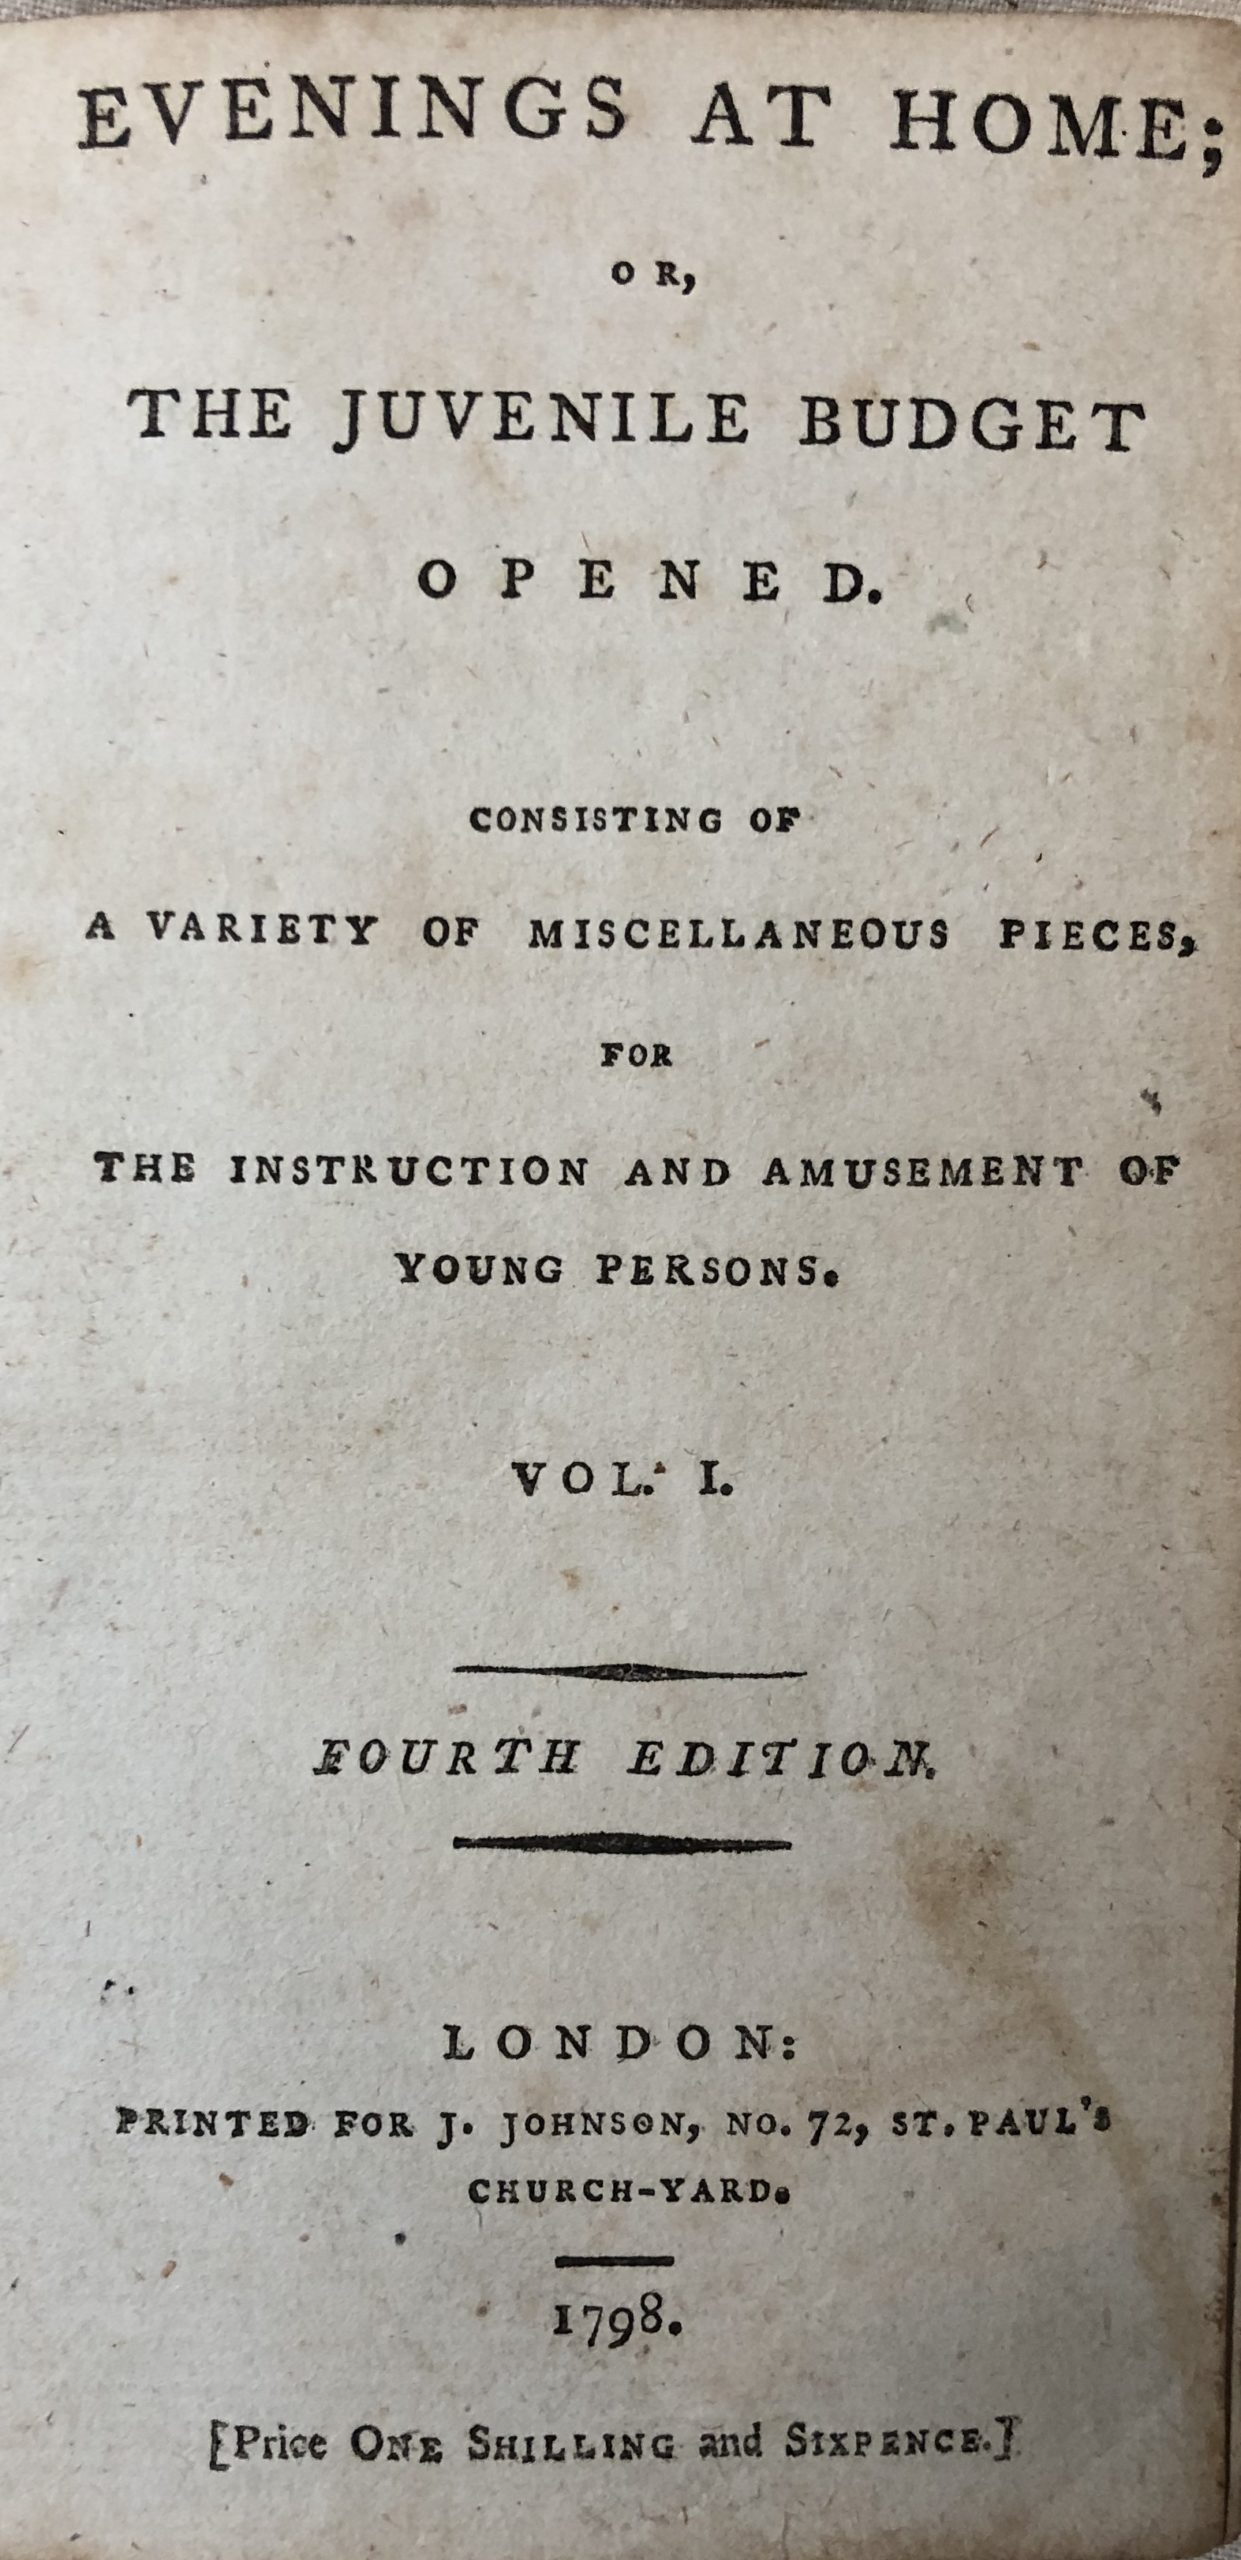 EVENINGS AT HOME;
OR,
THE JUVENILE BUDGET
OPENED.
CONSISTING OF
A VARIETY OF MISCELLANEOUS PIECES,
FOR
THE INSTRUCTION AND AMUSEMENT OF
YOUNG PERSONS.
VOL. I.
FOURTH EDITION.
LONDON:
PRINTED FOR J. JOHNSON, NO. 72, ST. PAUL'S
CHURCH-YARD.
1798.
[Price ONE SHILLING and SIXPENCE.]